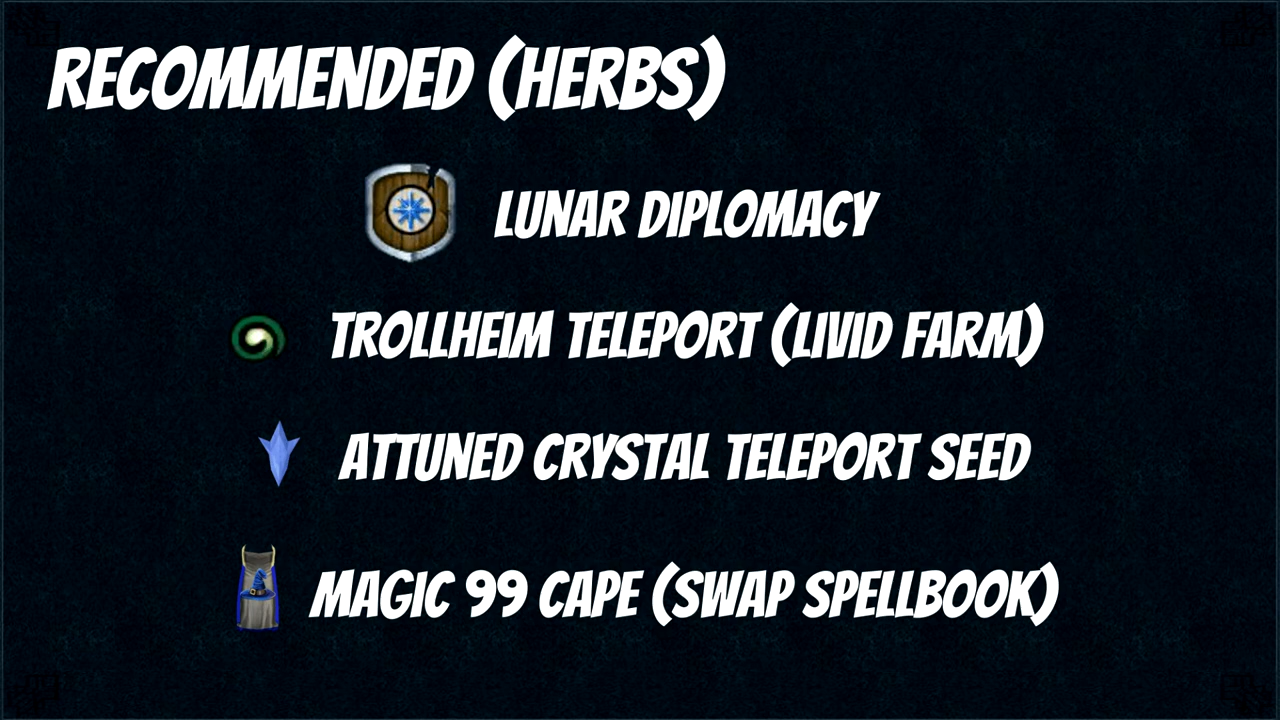 RECOMMENDED (HERBS)
LUNAR DIPLOMACY
TROLLHEIM TELEPORT (LIVID FARM)
ATTUNED CRYSTAL TELEPORT SEED
MAGIC 99 CAPE (SWAP SPELLBOOK)